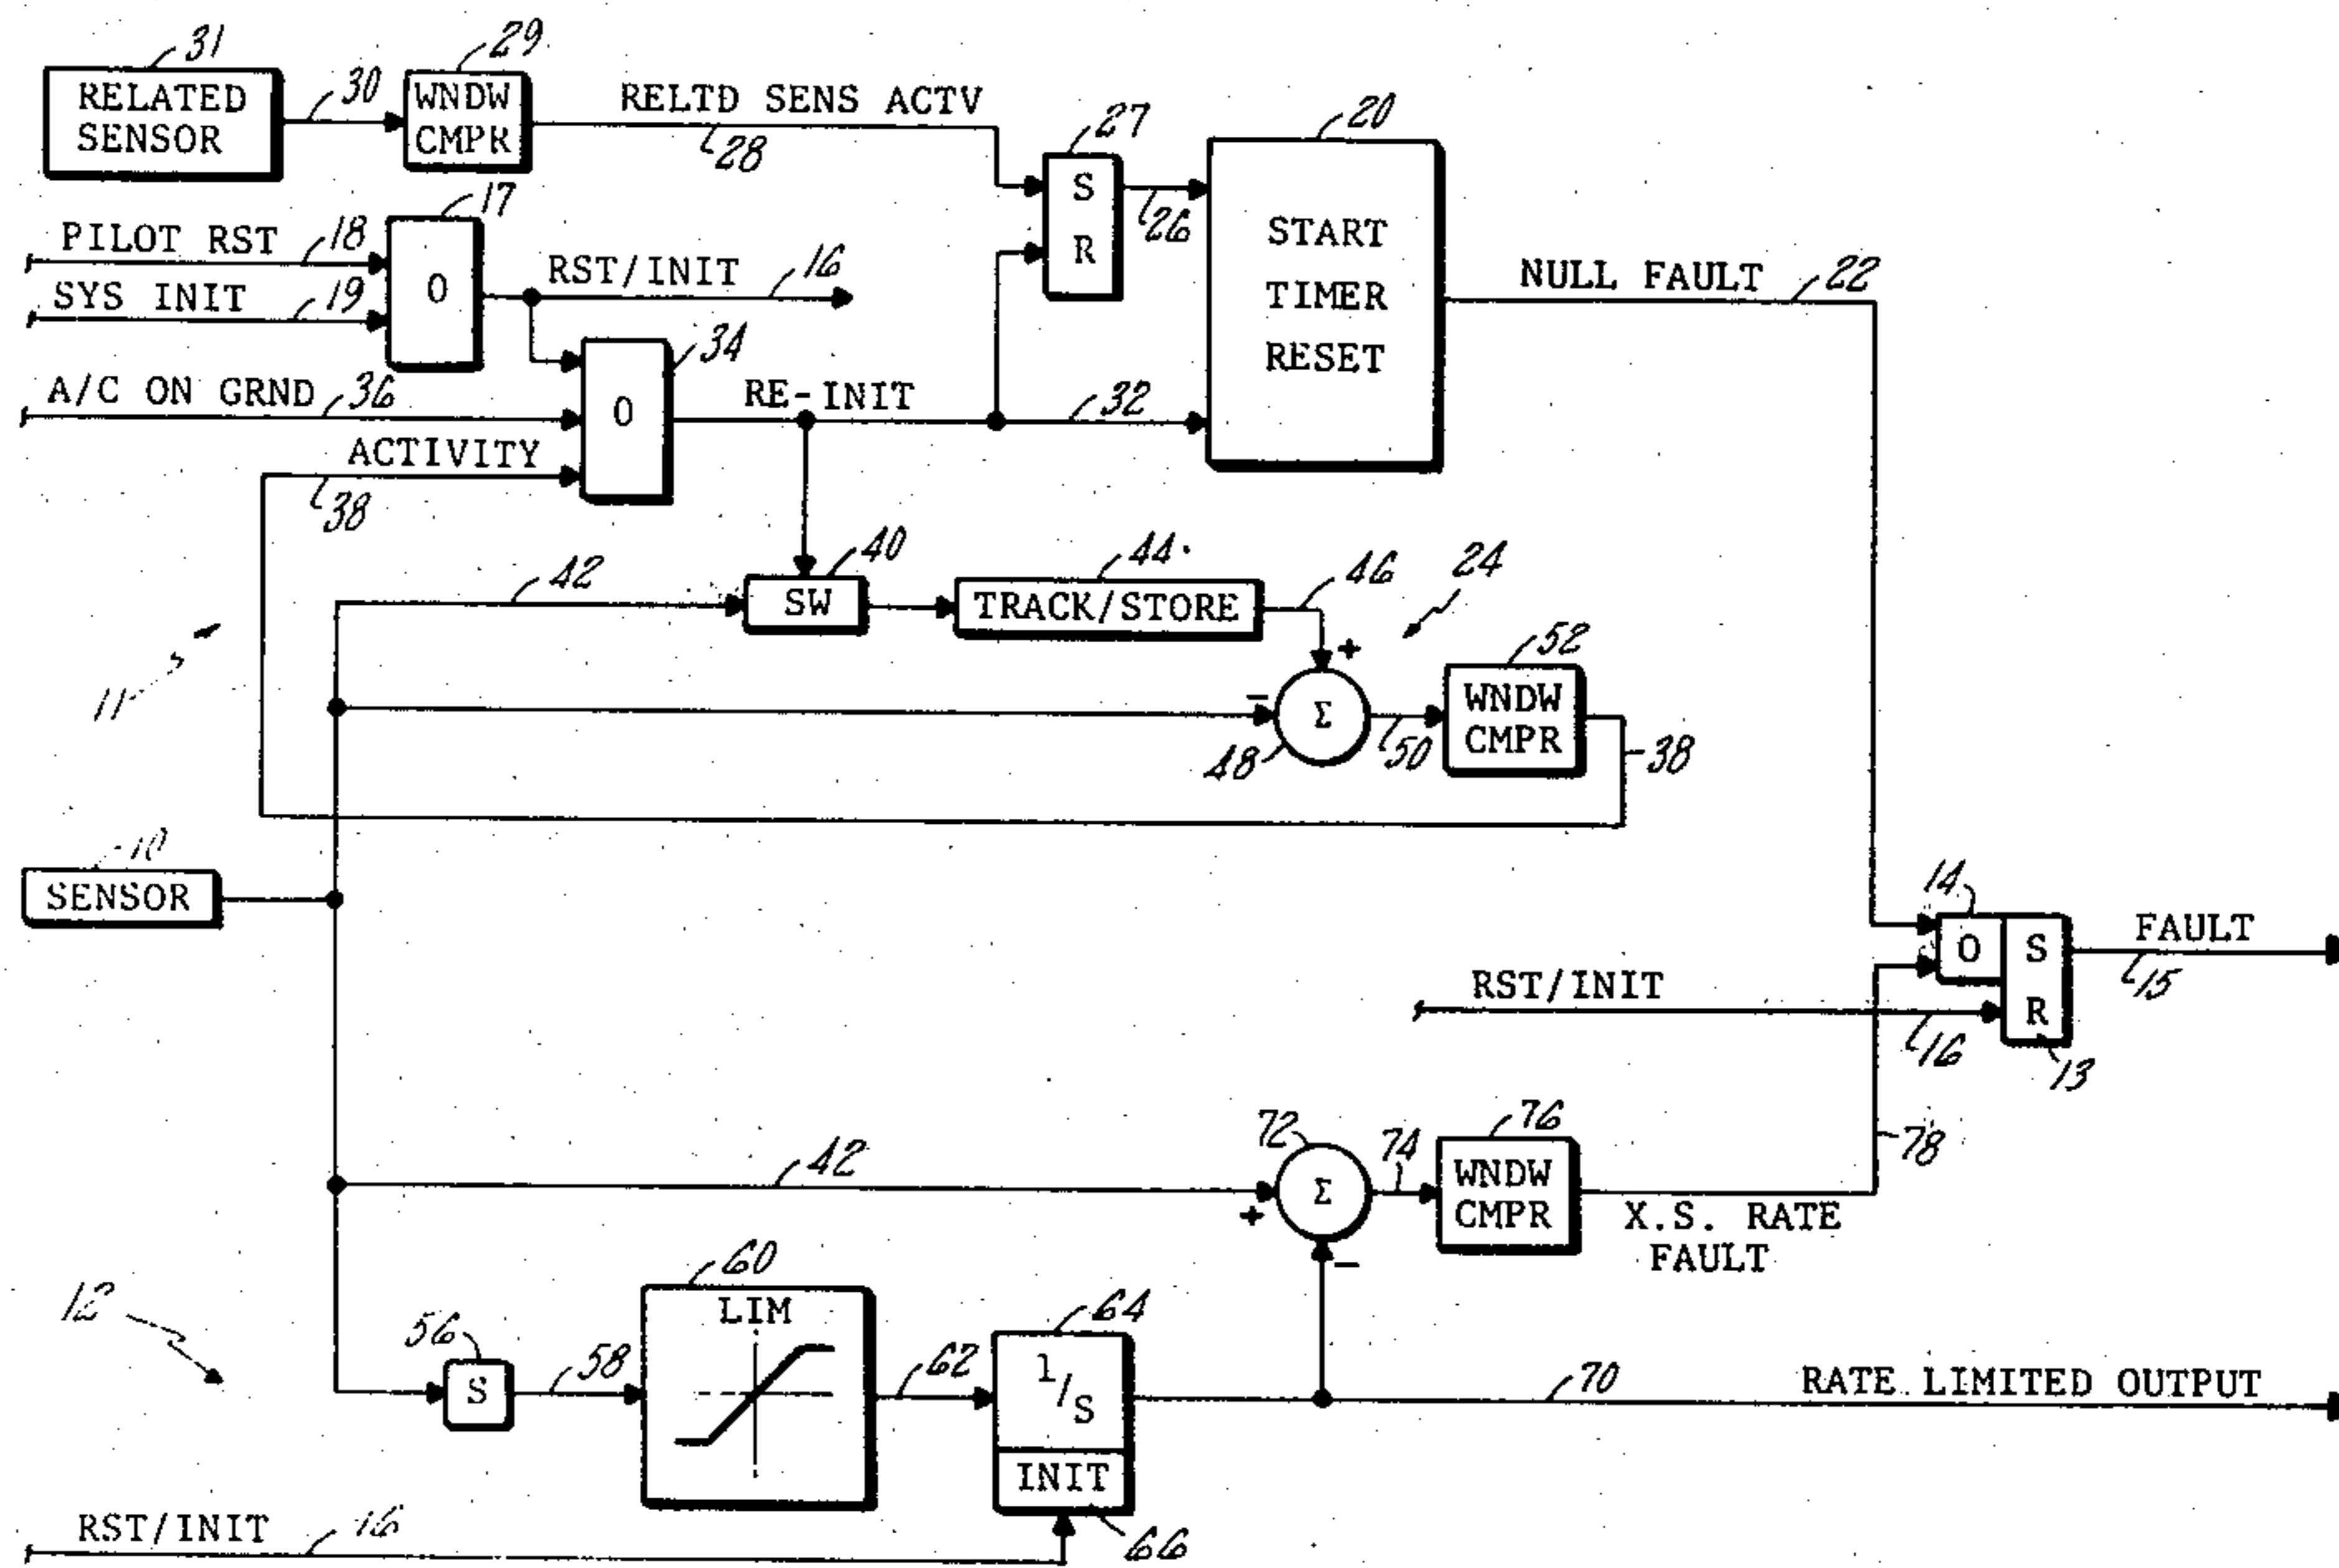 31
29
RELATED
SENSOR
30
WNDW
CMPR
RELTD SENS ACTV
28
27
S
R
26
20
START
TIMER
RESET
NULL FAULT
22
PILOT RST
18
17
SYS INIT
19
O
RST/INIT
16
A/C ON GRND
36
34
O
RE-INIT
32
ACTIVITY
38
42
40
SW
44
TRACK/STORE
46
24
11
+
-
Σ
48
50
52
WNDW
CMPR
38
10
SENSOR
14
O
S
R
13
FAULT
15
RST/INIT
16
42
72
Σ
+
-
74
76
WNDW
CMPR
78
X.S. RATE
FAULT
12
56
S
58
60
LIM
62
64
1/S
INIT
66
70
RATE LIMITED OUTPUT
RST/INIT
16